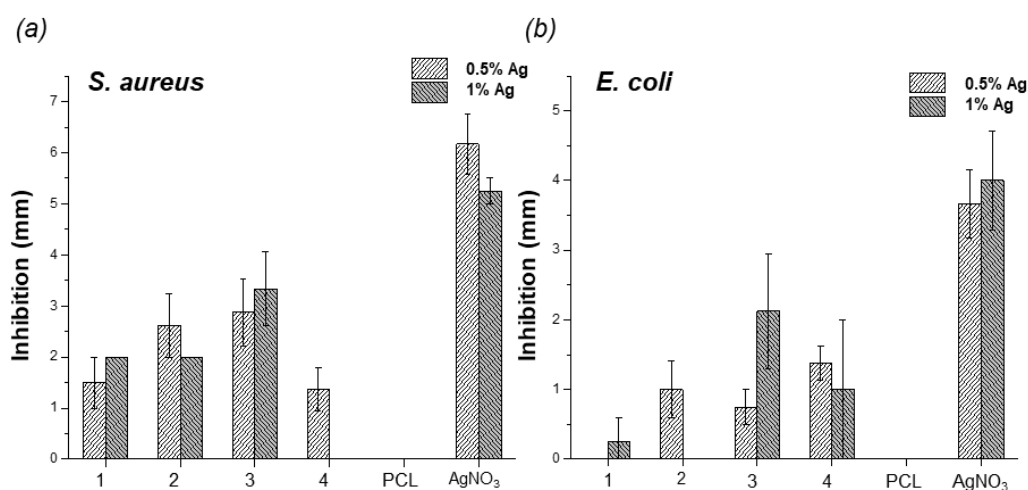 (a)
S. aureus
0.5% Ag
1% Ag
Inhibition (mm)
7
6
5
4
3
2
1
0
1 2 3 4 PCL AgNO₃
(b)
E. coli
0.5% Ag
1% Ag
Inhibition (mm)
5
4
3
2
1
0
1 2 3 4 PCL AgNO₃